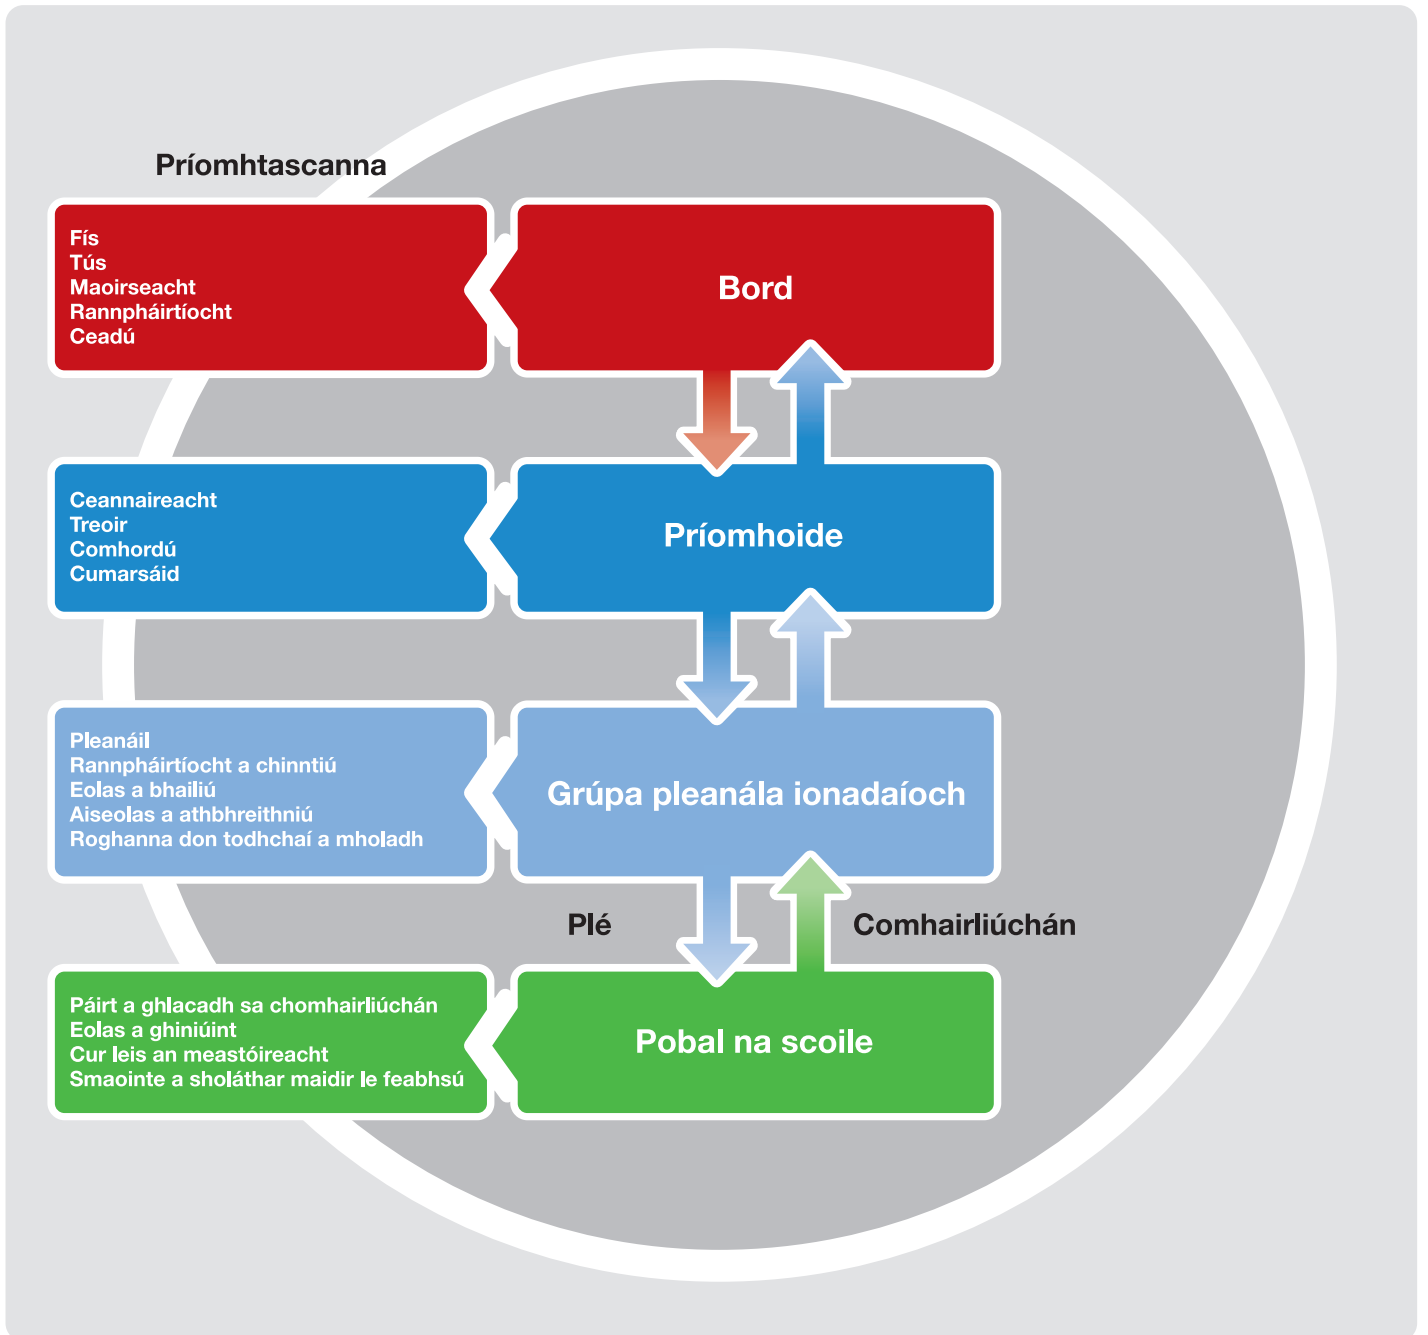 Príomhtascanna
Fís
Tús
Maoirseacht
Rannpháirtíocht
Ceadú
Bord
Ceannaireacht
Treoir
Comhordú
Cumarsáid
Príomhoide
Pleanáil
Rannpháirtíocht a chinntiú
Eolas a bhailiú
Aiseolas a athbhreithniú
Roghanna don todhchaí a mholadh
Grúpa pleanála ionadaíoch
Plé
Comhairliúchán
Páirt a ghlacadh sa chomhairliúchán
Eolas a ghiniúint
Cur leis an meastóireacht
Smaointe a sholáthar maidir le feabhsú
Pobal na scoile